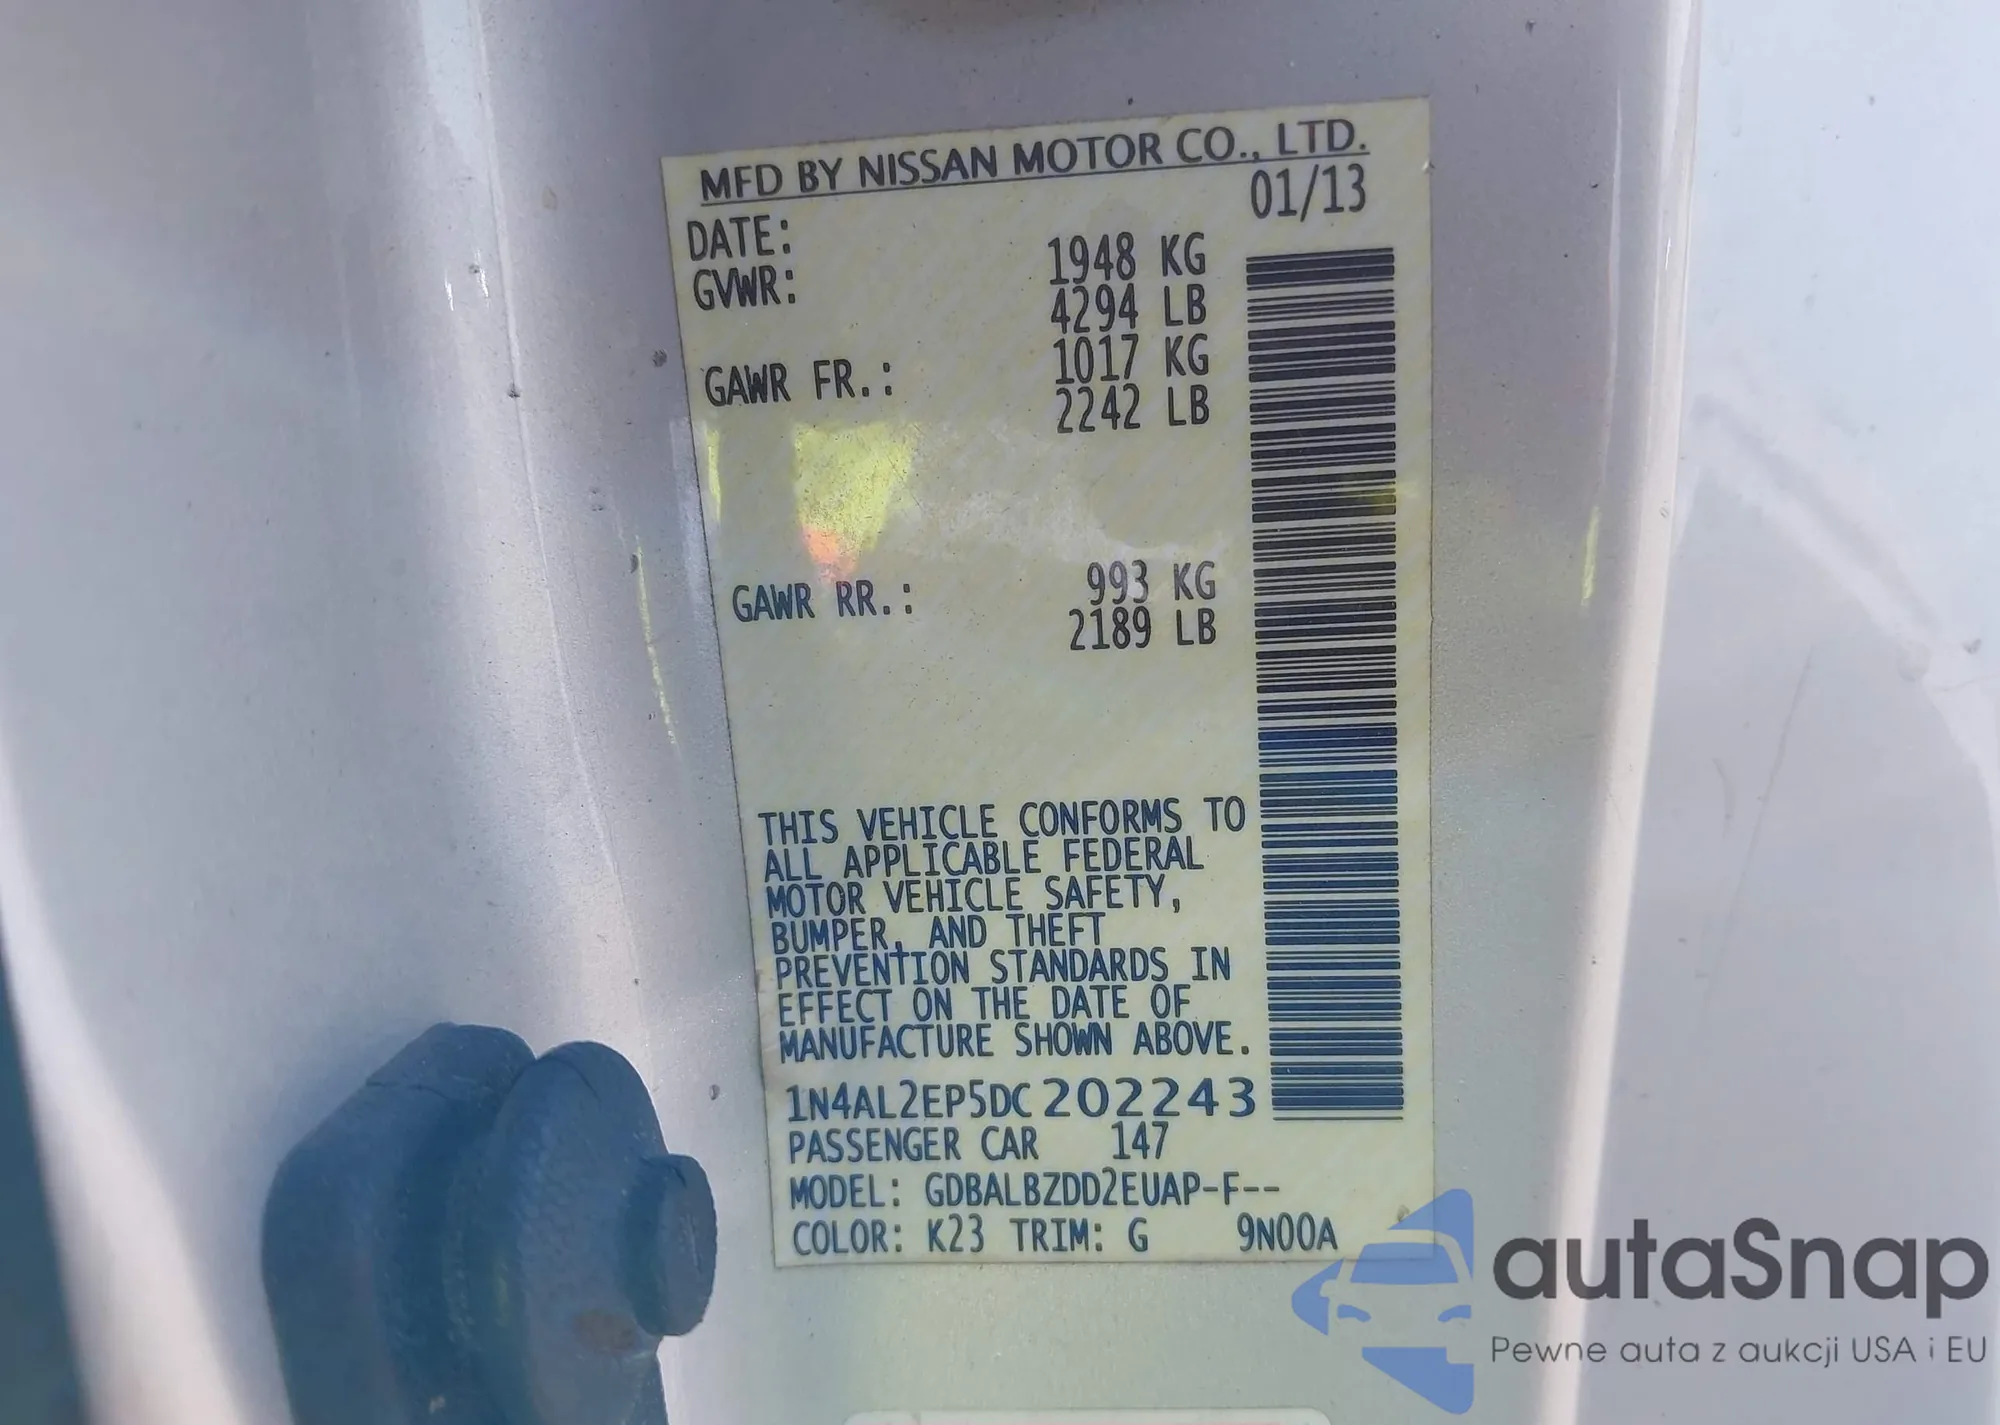 MFD BY NISSAN MOTOR CO., LTD.
DATE: 01/13
GVWR: 1948 KG
4294 LB
GAWR FR.: 1017 KG
2242 LB
GAWR RR.: 993 KG
2189 LB
THIS VEHICLE CONFORMS TO
ALL APPLICABLE FEDERAL
MOTOR VEHICLE SAFETY,
BUMPER, AND THEFT
PREVENTION STANDARDS IN
EFFECT ON THE DATE OF
MANUFACTURE SHOWN ABOVE.
1N4AL2EP5DC202243
PASSENGER CAR 147
MODEL: GDBALBZDD2EUAP-F--
COLOR: K23 TRIM: G 9N00A
autaSnap
Pewne auta z aukcji USA i EU